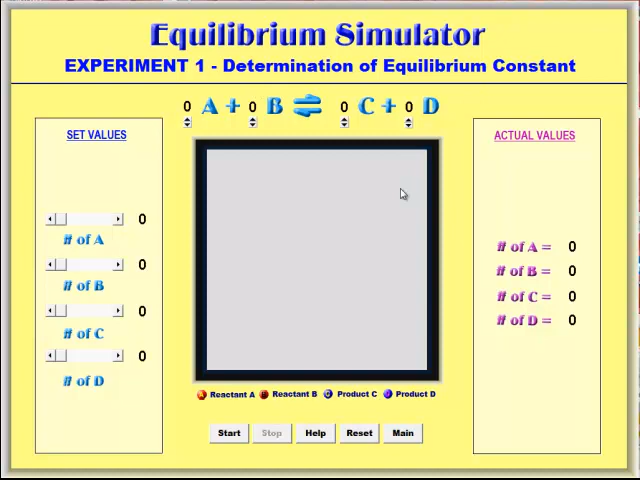 Equilibrium Simulator
EXPERIMENT 1 - Determination of Equilibrium Constant
0 A + 0 B ⇌ 0 C + 0 D
SET VALUES
0
# of A
0
# of B
0
# of C
0
# of D
ACTUAL VALUES
# of A = 0
# of B = 0
# of C = 0
# of D = 0
A Reactant A B Reactant B C Product C D Product D
Start Stop Help Reset Main